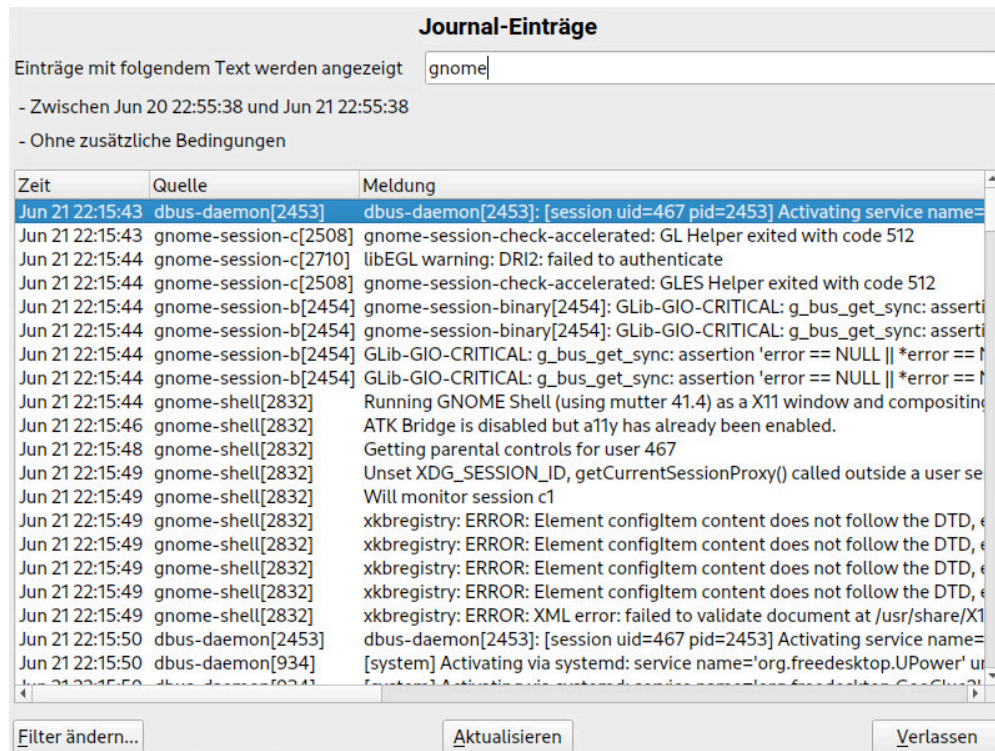 Journal-Einträge
Einträge mit folgendem Text werden angezeigt gnome
- Zwischen Jun 20 22:55:38 und Jun 21 22:55:38
- Ohne zusätzliche Bedingungen
Zeit Quelle Meldung
Jun 21 22:15:43 dbus-daemon[2453] dbus-daemon[2453]: [session uid=467 pid=2453] Activating service name=
Jun 21 22:15:43 gnome-session-c[2508] gnome-session-check-accelerated: GL Helper exited with code 512
Jun 21 22:15:44 gnome-session-c[2710] libEGL warning: DRI2: failed to authenticate
Jun 21 22:15:44 gnome-session-c[2508] gnome-session-check-accelerated: GLES Helper exited with code 512
Jun 21 22:15:44 gnome-session-b[2454] gnome-session-binary[2454]: GLib-GIO-CRITICAL: g_bus_get_sync: asserti
Jun 21 22:15:44 gnome-session-b[2454] gnome-session-binary[2454]: GLib-GIO-CRITICAL: g_bus_get_sync: asserti
Jun 21 22:15:44 gnome-session-b[2454] GLib-GIO-CRITICAL: g_bus_get_sync: assertion 'error == NULL || *error ==
Jun 21 22:15:44 gnome-session-b[2454] GLib-GIO-CRITICAL: g_bus_get_sync: assertion 'error == NULL || *error ==
Jun 21 22:15:44 gnome-shell[2832] Running GNOME Shell (using mutter 41.4) as a X11 window and compositing
Jun 21 22:15:46 gnome-shell[2832] ATK Bridge is disabled but a11y has already been enabled.
Jun 21 22:15:48 gnome-shell[2832] Getting parental controls for user 467
Jun 21 22:15:49 gnome-shell[2832] Unset XDG_SESSION_ID, getCurrentSessionProxy() called outside a user se
Jun 21 22:15:49 gnome-shell[2832] Will monitor session c1
Jun 21 22:15:49 gnome-shell[2832] xkbregistry: ERROR: Element configItem content does not follow the DTD, e
Jun 21 22:15:49 gnome-shell[2832] xkbregistry: ERROR: Element configItem content does not follow the DTD, e
Jun 21 22:15:49 gnome-shell[2832] xkbregistry: ERROR: Element configItem content does not follow the DTD, e
Jun 21 22:15:49 gnome-shell[2832] xkbregistry: ERROR: Element configItem content does not follow the DTD, e
Jun 21 22:15:49 gnome-shell[2832] xkbregistry: ERROR: XML error: failed to validate document at /usr/share/X1
Jun 21 22:15:50 dbus-daemon[2453] dbus-daemon[2453]: [session uid=467 pid=2453] Activating service name=
Jun 21 22:15:50 dbus-daemon[934] [system] Activating via systemd: service name='org.freedesktop.UPower' un
Filter ändern... Aktualisieren Verlassen